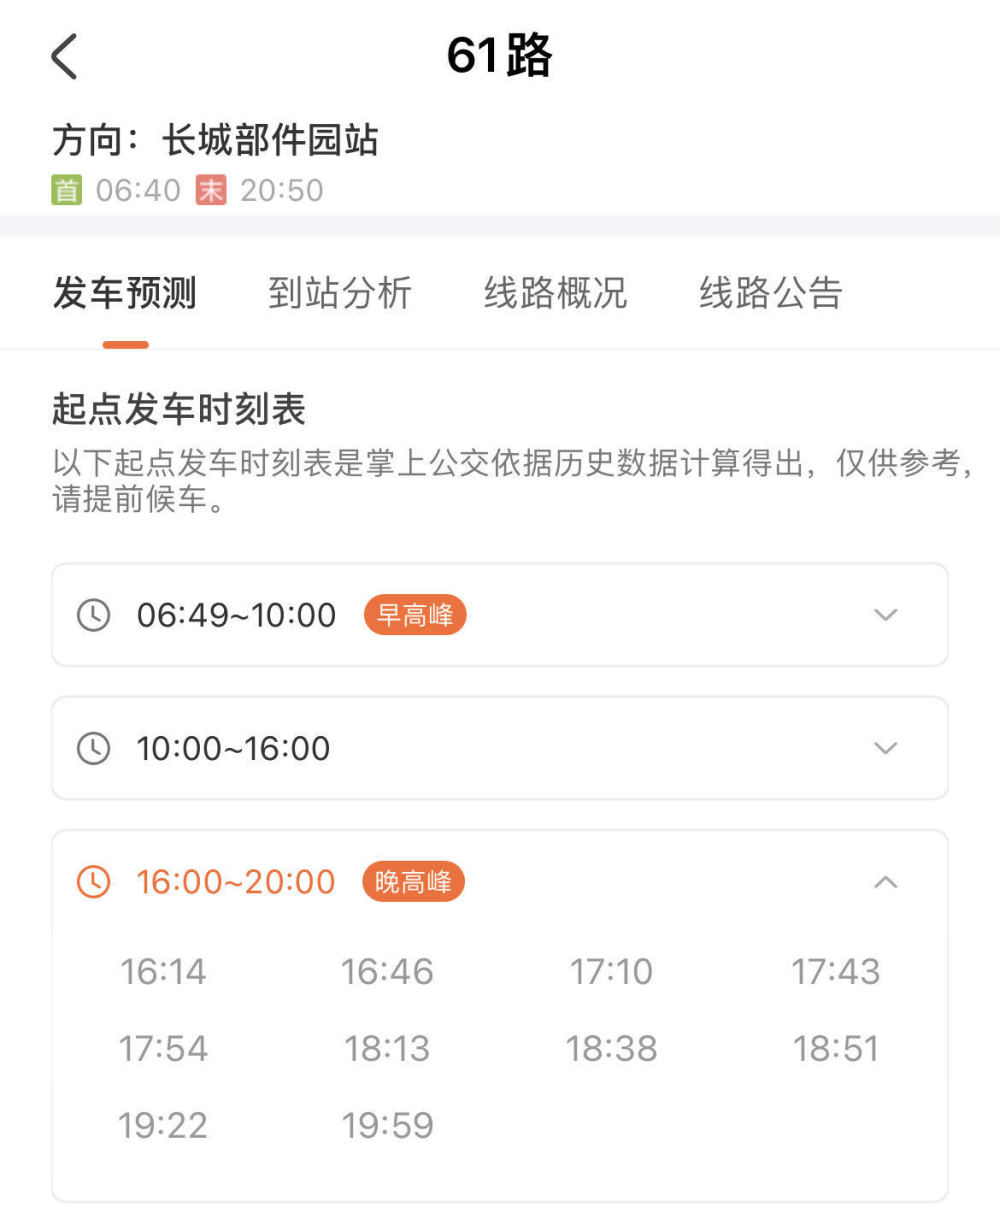 61路
方向：长城部件园站
首 06:40 末 20:50
发车预测 到站分析 线路概况 线路公告
起点发车时刻表
以下起点发车时刻表是掌上公交依据历史数据计算得出，仅供参考，
请提前候车。
06:49~10:00 早高峰
10:00~16:00
16:00~20:00 晚高峰
16:14 16:46 17:10 17:43
17:54 18:13 18:38 18:51
19:22 19:59